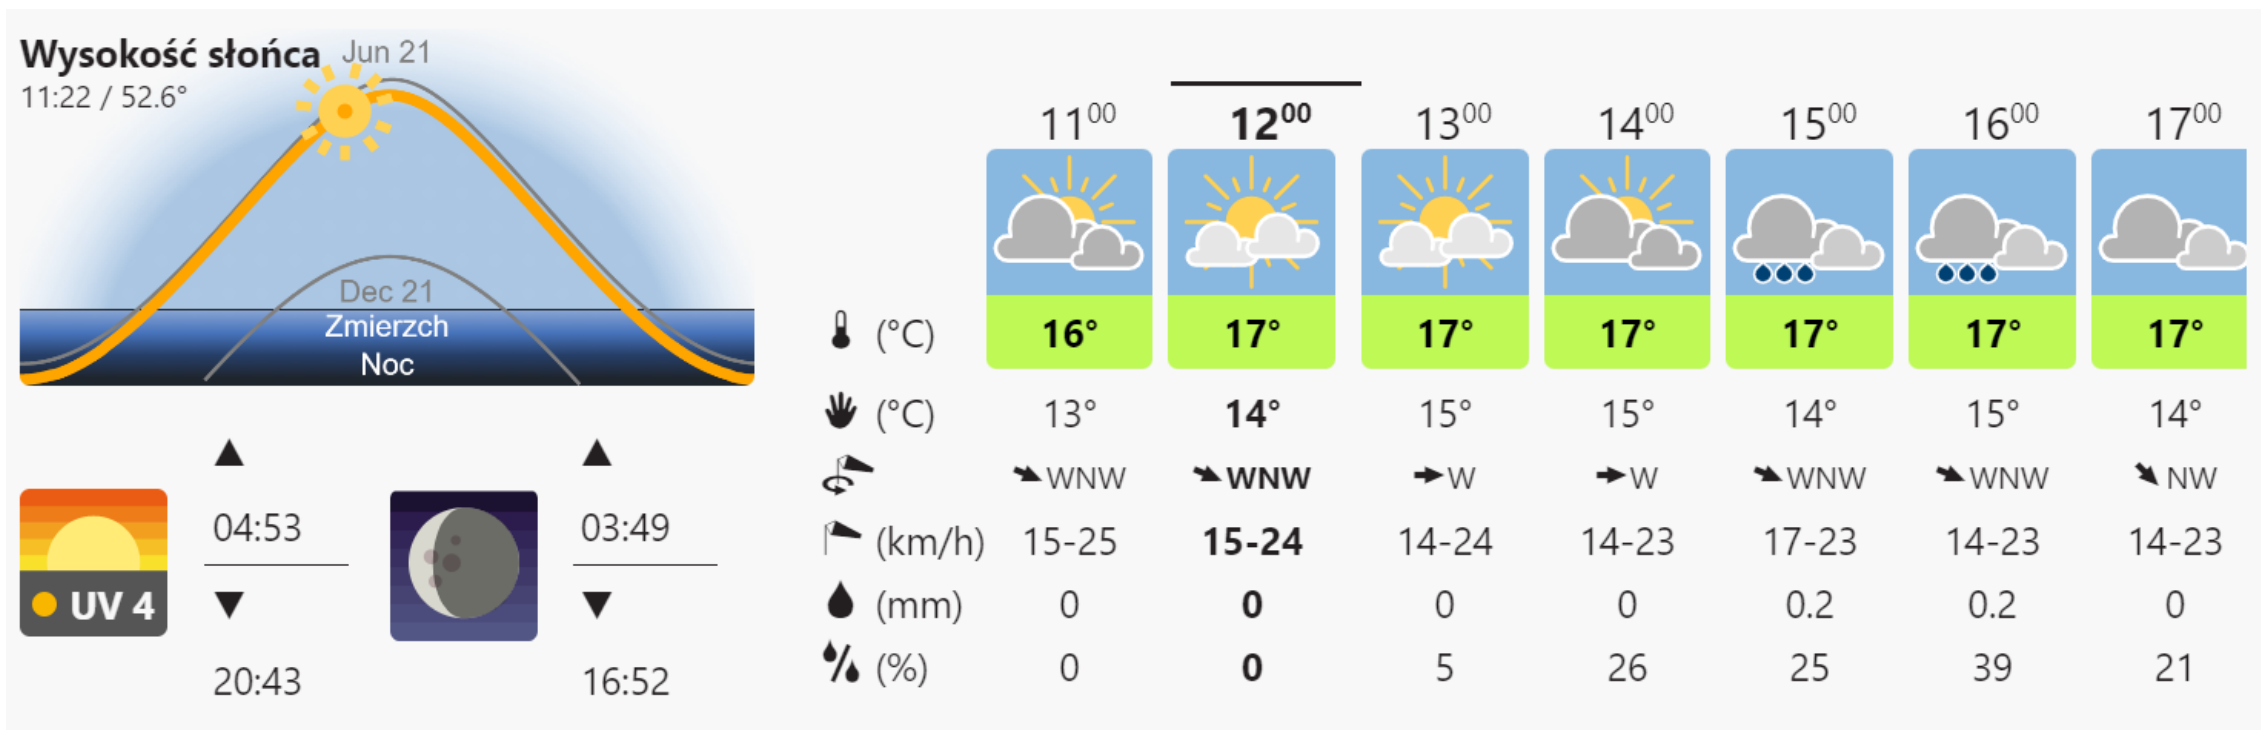 Wysokość słońca
11:22 / 52.6°
Jun 21
Dec 21
Zmierzch
Noc
UV 4
04:53
20:43
03:49
16:52
11⁰⁰ 12⁰⁰ 13⁰⁰ 14⁰⁰ 15⁰⁰ 16⁰⁰ 17⁰⁰
(°C) 16° 17° 17° 17° 17° 17° 17°
(°C) 13° 14° 15° 15° 14° 15° 14°
WNW WNW W W WNW WNW NW
(km/h) 15-25 15-24 14-24 14-23 17-23 14-23 14-23
(mm) 0 0 0 0 0.2 0.2 0
(%) 0 0 5 26 25 39 21